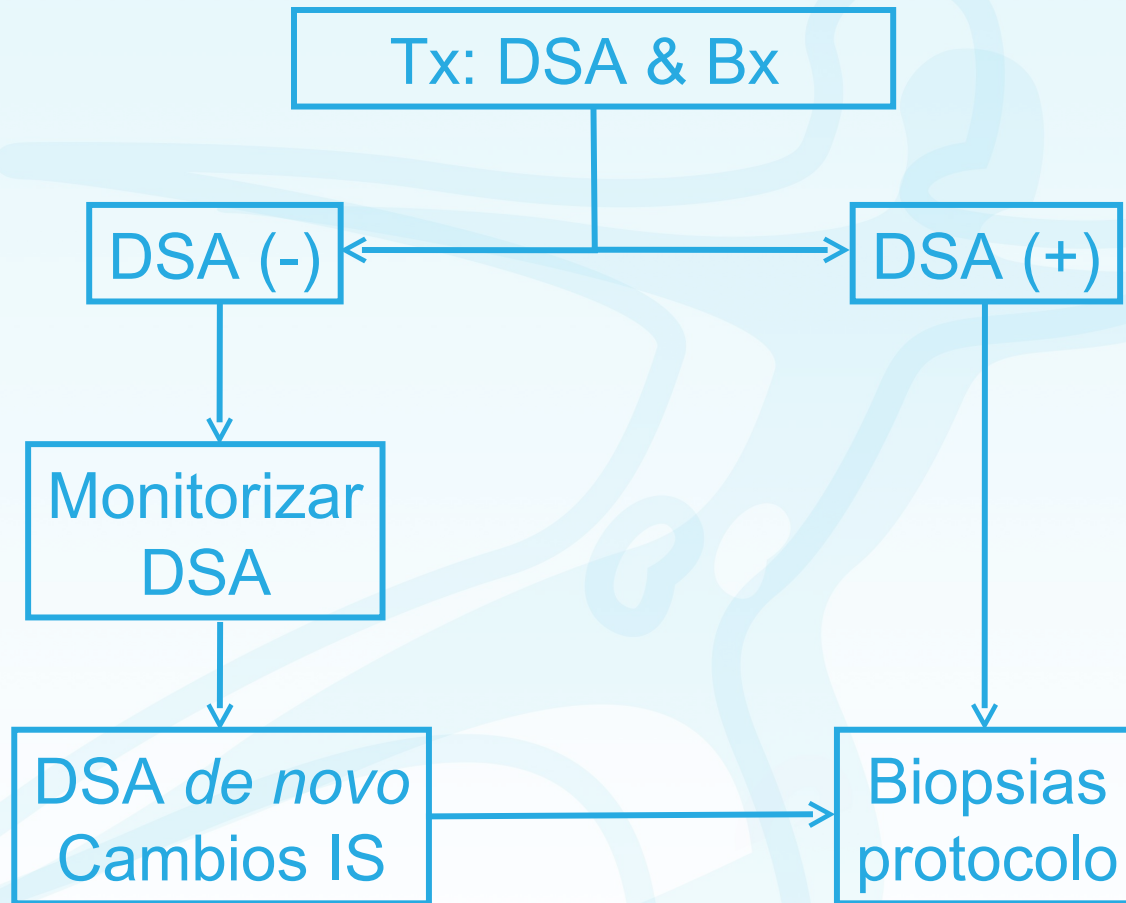 Tx: DSA & Bx
DSA (-)
DSA (+)
Monitorizar
DSA
DSA de novo
Cambios IS
Biopsias
protocolo